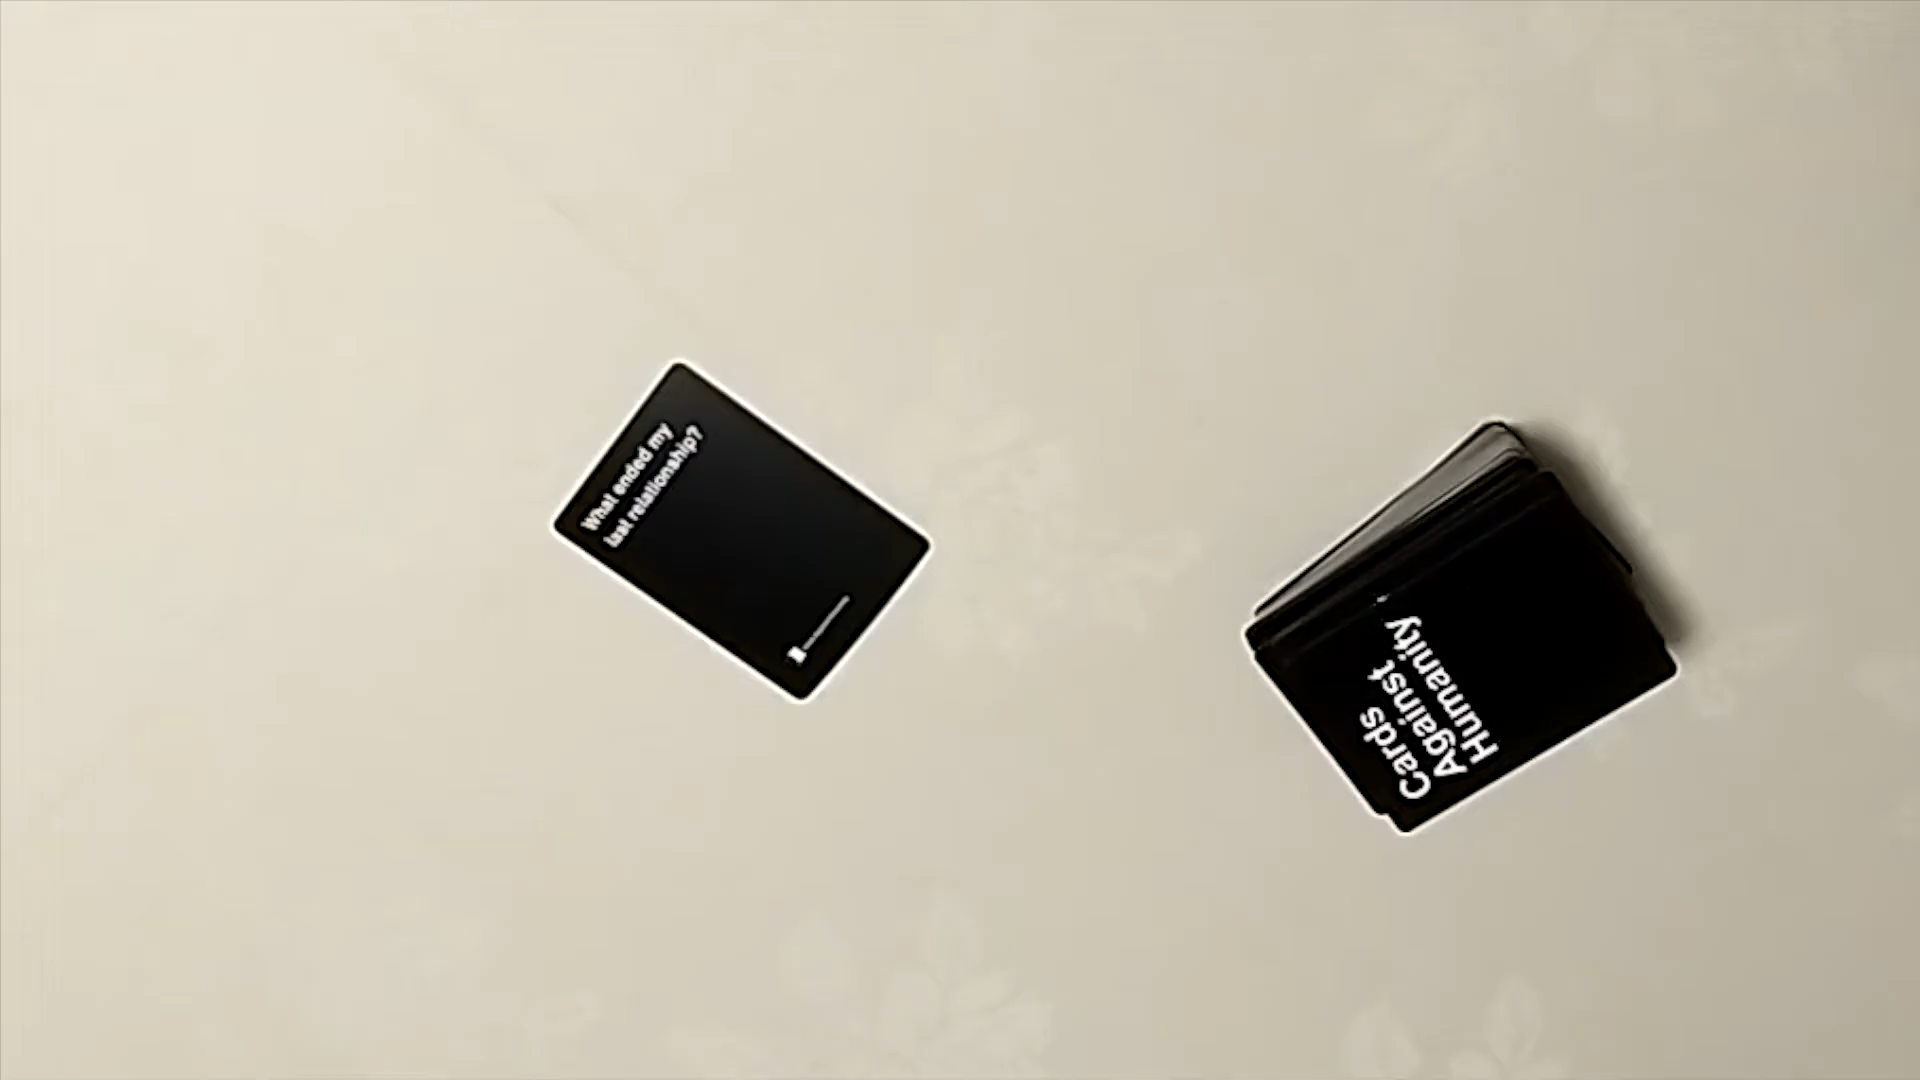 What ended my
last relationship?
Cards
Against
Humanity